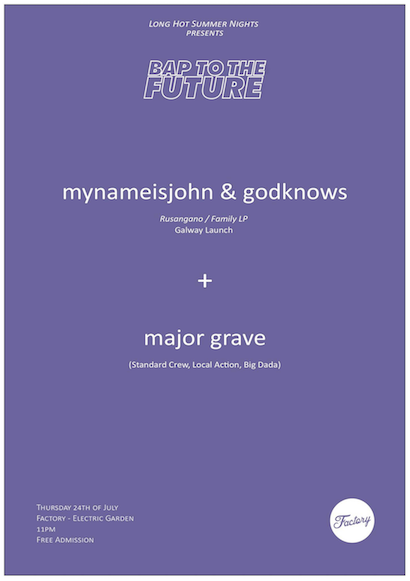 Long Hot Summer Nights
presents
BAP TO THE
FUTURE
mynameisjohn & godknows
Rusangano / Family LP
Galway Launch
+
major grave
(Standard Crew, Local Action, Big Dada)
Thursday 24th of July
Factory - Electric Garden
11pm
Free Admission
Factory